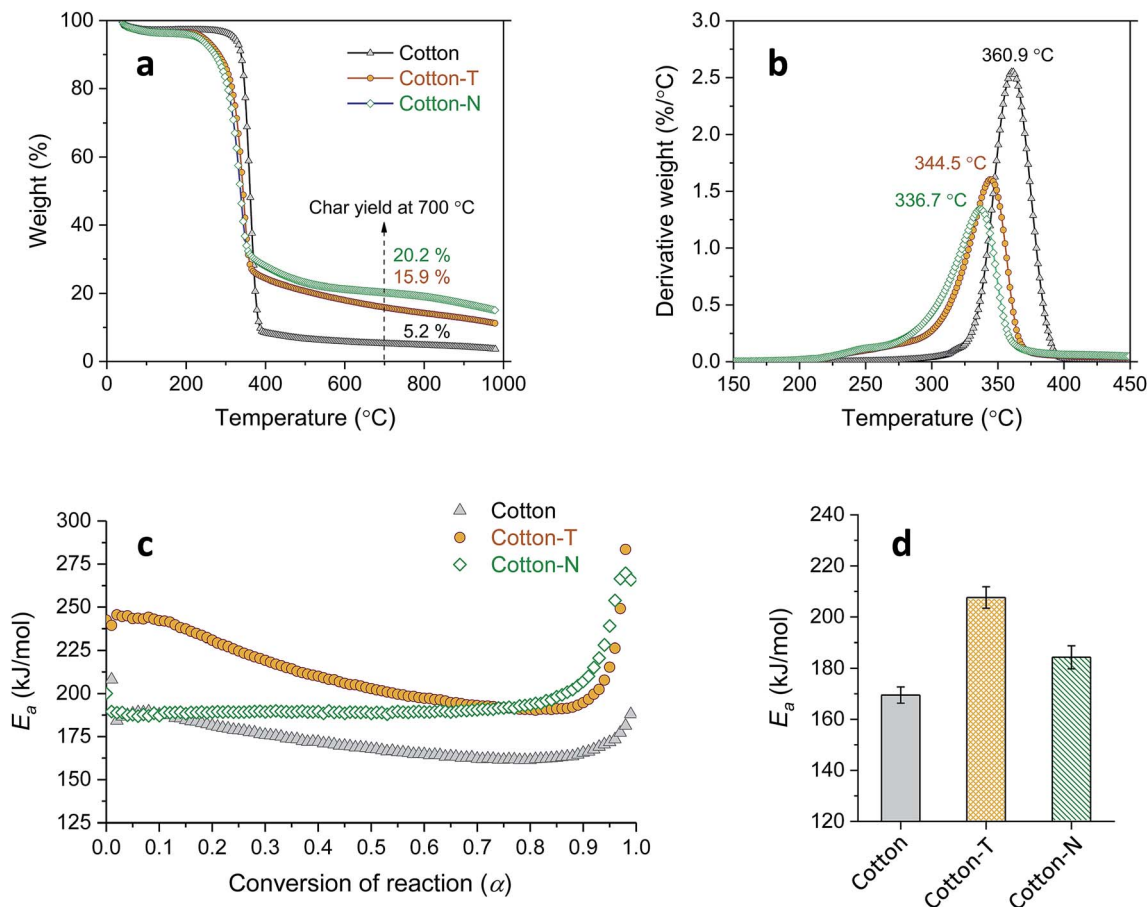 a
Cotton
Cotton-T
Cotton-N
Char yield at 700 °C
20.2 %
15.9 %
5.2 %
100
80
60
40
20
0
Weight (%)
0 200 400 600 800 1000
Temperature (°C)
b
360.9 °C
344.5 °C
336.7 °C
3.0
2.5
2.0
1.5
1.0
0.5
0.0
Derivative weight (%/°C)
150 200 250 300 350 400 450
Temperature (°C)
c
Cotton
Cotton-T
Cotton-N
300
275
250
225
200
175
150
125
Ea (kJ/mol)
0.0 0.1 0.2 0.3 0.4 0.5 0.6 0.7 0.8 0.9 1.0
Conversion of reaction (α)
d
240
220
200
180
160
140
120
Ea (kJ/mol)
Cotton
Cotton-T
Cotton-N